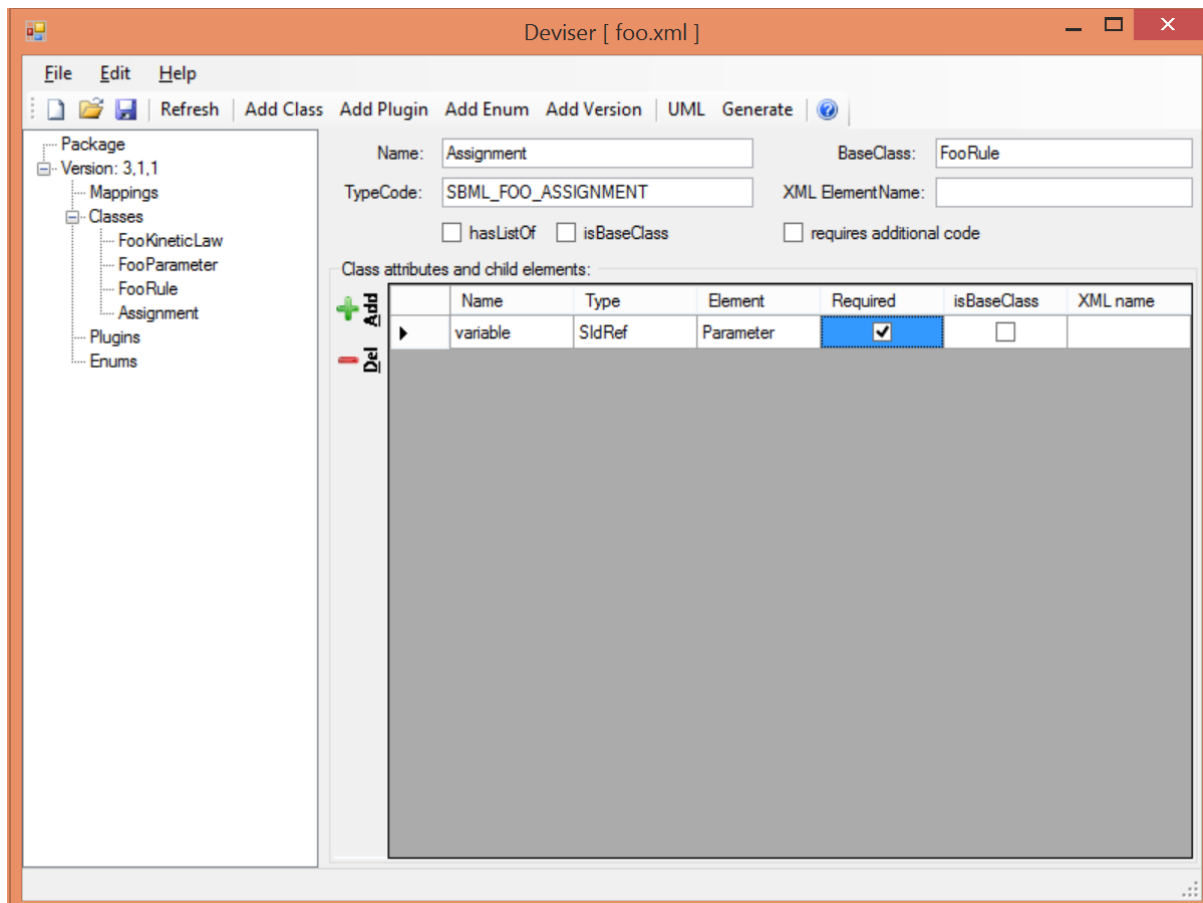 Deviser [ foo.xml ]
File Edit Help
Refresh Add Class Add Plugin Add Enum Add Version UML Generate
Package
Version: 3,1,1
Mappings
Classes
FooKineticLaw
FooParameter
FooRule
Assignment
Plugins
Enums
Name: Assignment BaseClass: FooRule
TypeCode: SBML_FOO_ASSIGNMENT XML ElementName:
hasListOf isBaseClass requires additional code
Class attributes and child elements:
Add
Del
Name Type Element Required isBaseClass XML name
variable SIdRef Parameter